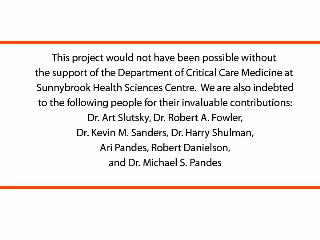 This project would not have been possible without
the support of the Department of Critical Care Medicine at
Sunnybrook Health Sciences Centre.  We are also indebted
to the following people for their invaluable contributions:
Dr. Art Slutsky, Dr. Robert A. Fowler,
Dr. Kevin M. Sanders, Dr. Harry Shulman,
Ari Pandes, Robert Danielson,
and Dr. Michael S. Pandes